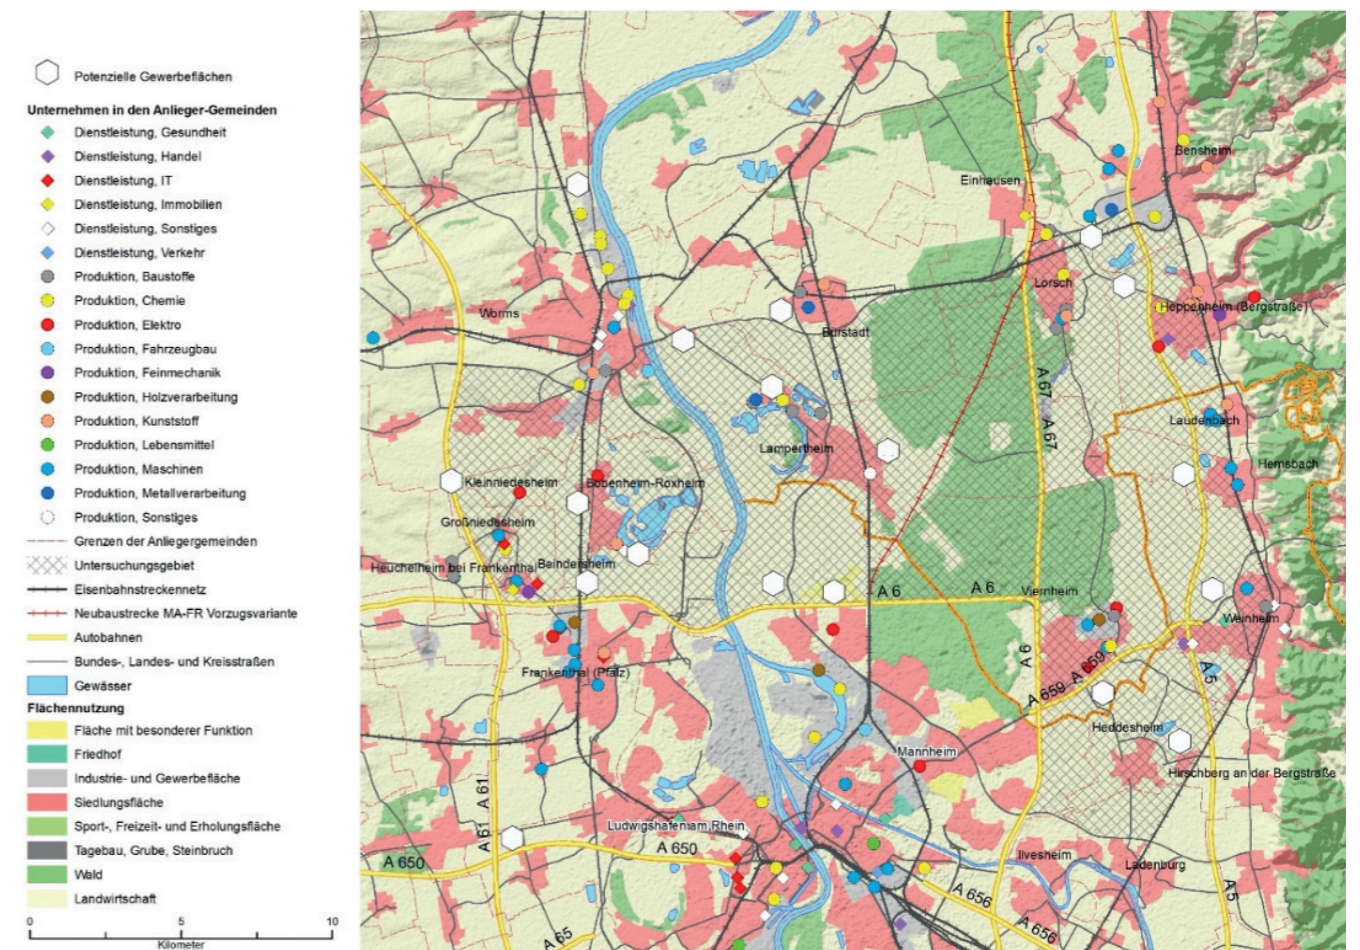 Potenzielle Gewerbeflächen
Unternehmen in den Anlieger-Gemeinden
Dienstleistung, Gesundheit
Dienstleistung, Handel
Dienstleistung, IT
Dienstleistung, Immobilien
Dienstleistung, Sonstiges
Dienstleistung, Verkehr
Produktion, Baustoffe
Produktion, Chemie
Produktion, Elektro
Produktion, Fahrzeugbau
Produktion, Feinmechanik
Produktion, Holzverarbeitung
Produktion, Kunststoff
Produktion, Lebensmittel
Produktion, Maschinen
Produktion, Metallverarbeitung
Produktion, Sonstiges
Grenzen der Anliegergemeinden
Untersuchungsgebiet
Eisenbahnstreckennetz
Neubaustrecke MA-FR Vorzugsvariante
Autobahnen
Bundes-, Landes- und Kreisstraßen
Gewässer
Flächennutzung
Fläche mit besonderer Funktion
Friedhof
Industrie- und Gewerbefläche
Siedlungsfläche
Sport-, Freizeit- und Erholungsfläche
Tagebau, Grube, Steinbruch
Wald
Landwirtschaft
0 5 10
Kilometer
Bensheim
Einhausen
Lorsch
Heppenheim (Bergstraße)
Worms
Bürstadt
A 67
A 67
Laudenbach
Lampertheim
Hemsbach
Kleinniedesheim
Bobenheim-Roxheim
Großniedesheim
Heuchelheim bei Frankenthal
Beindersheim
A 6
A 6
Viernheim
Weinheim
A 6
A 659
A 659
A 5
Frankenthal (Pfalz)
Heddesheim
Mannheim
Hirschberg an der Bergstraße
A 61
A 61
Ludwigshafen am Rhein
A 650
A 650
Ilvesheim
Ladenburg
A 656
A 656
A 5
A 65